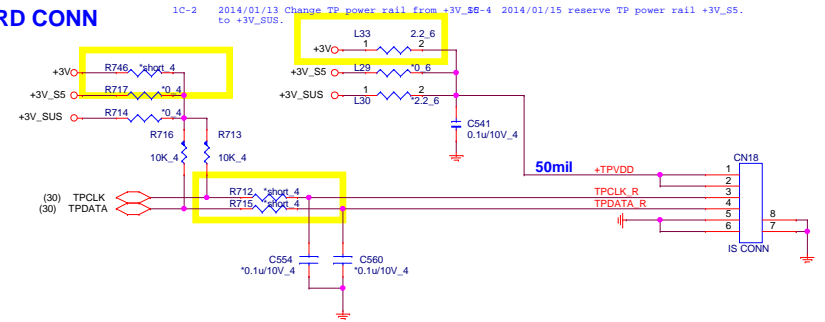 RD CONN
1C-2 2014/01/13 Change TP power rail from +3V_S5
to +3V_SUS.
-4 2014/01/15 reserve TP power rail +3V_S5.
L33 2.2_6
+3V 1 2
+3V R746 *short_4
+3V_S5 L29 *0_6
+3V_S5 R717 *0_4
+3V_SUS 1 2
L30 *2.2_6
+3V_SUS R714 *0_4
C541
0.1u/10V_4
R716 R713
10K_4 10K_4
CN18
50mil +TPVDD 1
2
(30) TPCLK R712 *short_4 TPCLK_R 3
(30) TPDATA R715 *short_4 TPDATA_R 4
5 8
6 7
IS CONN
C554 C560
*0.1u/10V_4 *0.1u/10V_4